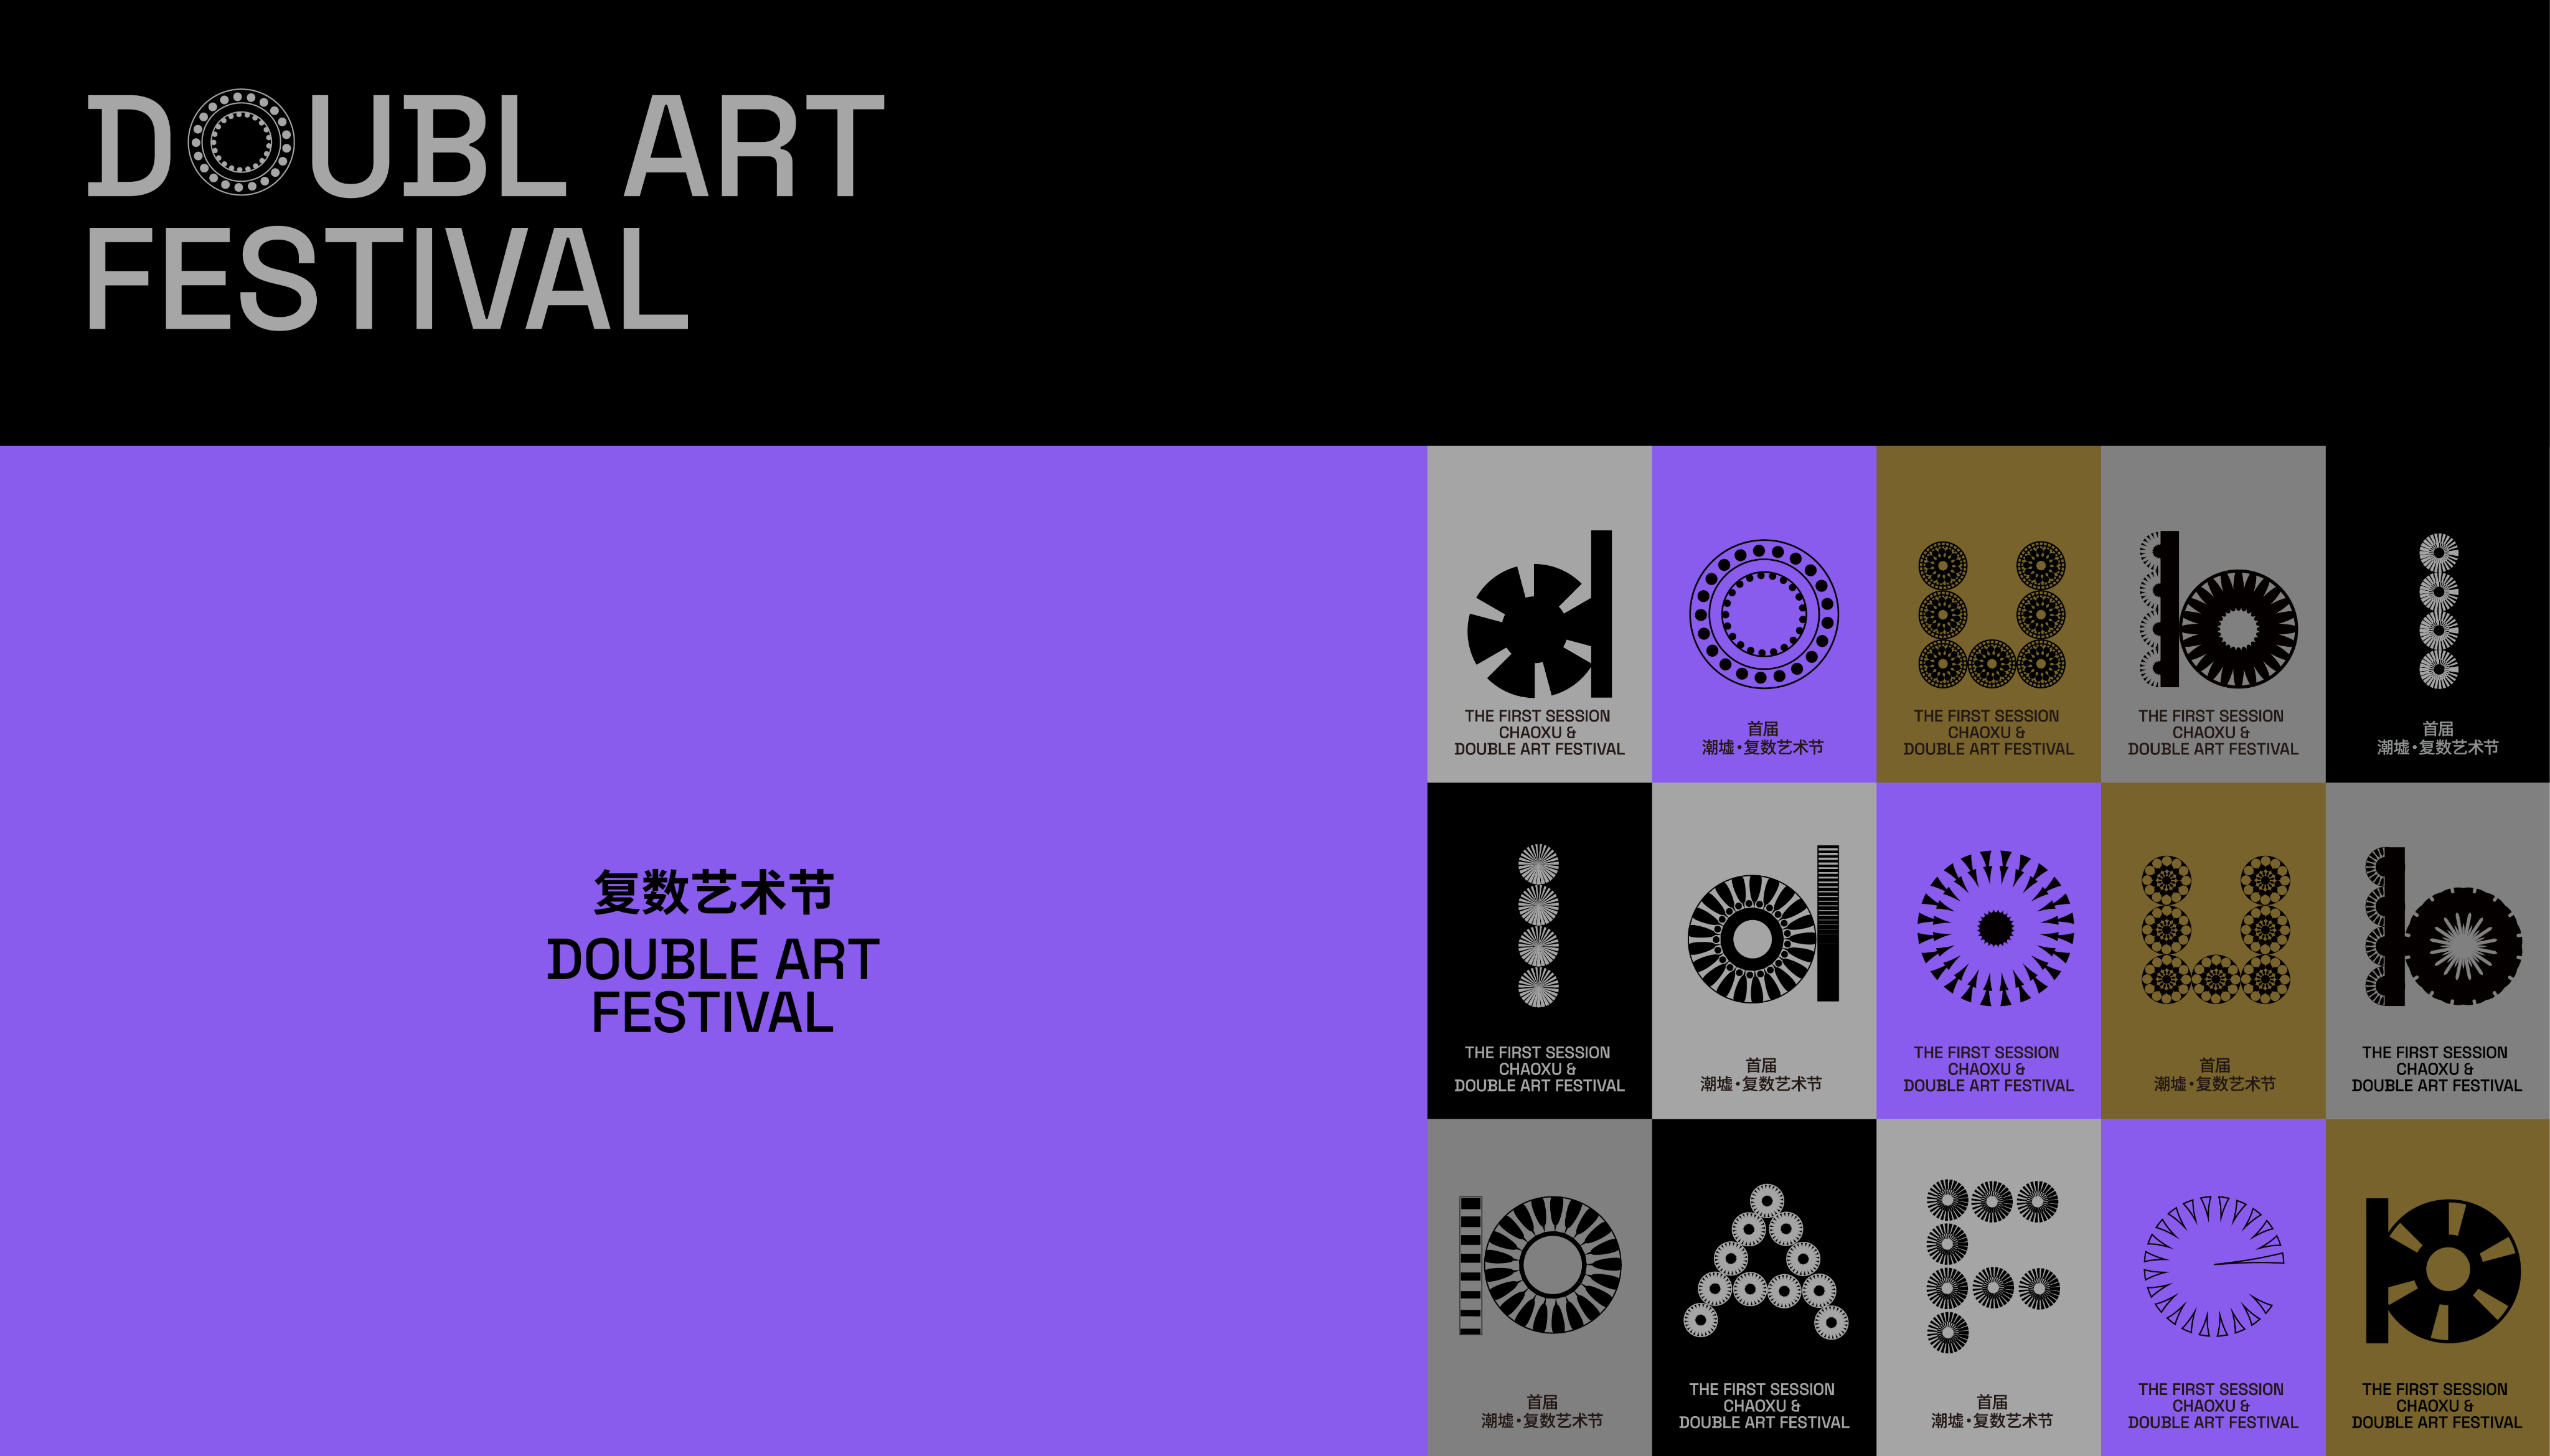 DOUBL ART
FESTIVAL
复数艺术节
DOUBLE ART
FESTIVAL
d
THE FIRST SESSION
CHAOXU &
DOUBLE ART FESTIVAL
o
首届
潮墟·复数艺术节
u
THE FIRST SESSION
CHAOXU &
DOUBLE ART FESTIVAL
b
THE FIRST SESSION
CHAOXU &
DOUBLE ART FESTIVAL
l
首届
潮墟·复数艺术节
l
THE FIRST SESSION
CHAOXU &
DOUBLE ART FESTIVAL
d
首届
潮墟·复数艺术节
o
THE FIRST SESSION
CHAOXU &
DOUBLE ART FESTIVAL
u
首届
潮墟·复数艺术节
b
THE FIRST SESSION
CHAOXU &
DOUBLE ART FESTIVAL
b
首届
潮墟·复数艺术节
A
THE FIRST SESSION
CHAOXU &
DOUBLE ART FESTIVAL
F
首届
潮墟·复数艺术节
e
THE FIRST SESSION
CHAOXU &
DOUBLE ART FESTIVAL
b
THE FIRST SESSION
CHAOXU &
DOUBLE ART FESTIVAL